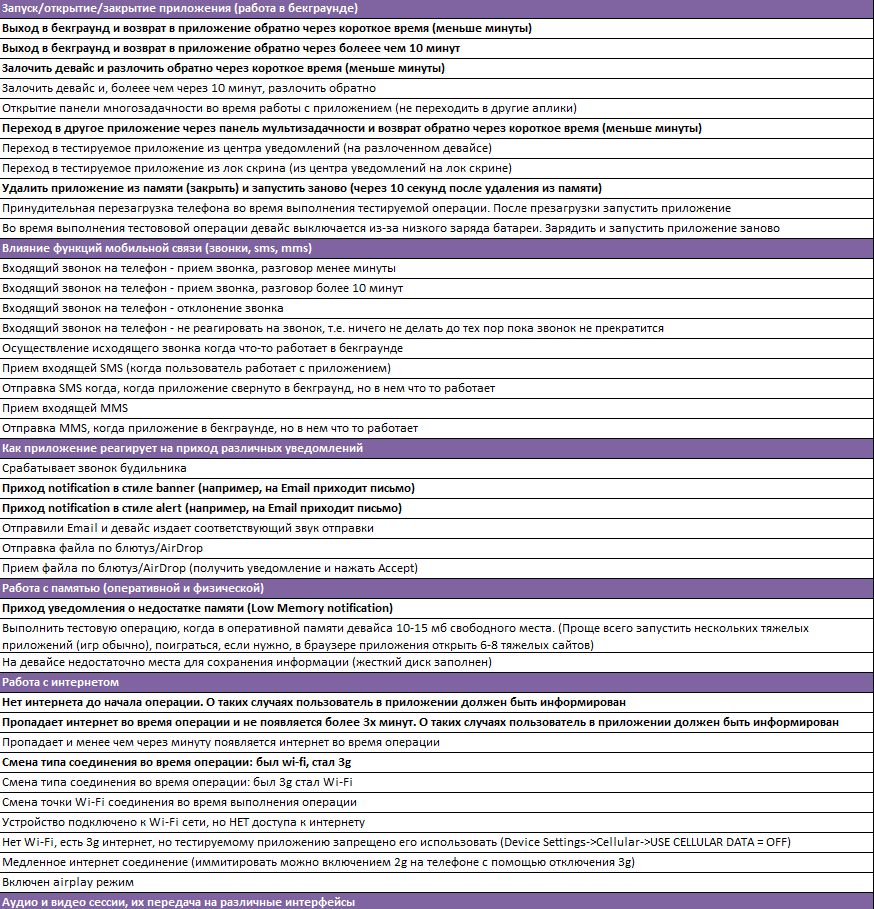 Запуск/открытие/закрытие приложения (работа в бекграунде)
Выход в бекграунд и возврат в приложение обратно через короткое время (меньше минуты)
Выход в бекграунд и возврат в приложение обратно через болеее чем 10 минут
Залочить девайс и разлочить обратно через короткое время (меньше минуты)
Залочить девайс и, болеее чем через 10 минут, разлочить обратно
Открытие панели многозадачности во время работы с приложением (не переходить в другие аплики)
Переход в другое приложение через панель мультизадачности и возврат обратно через короткое время (меньше минуты)
Переход в тестируемое приложение из центра уведомлений (на разлоченном девайсе)
Переход в тестируемое приложение из лок скрина (из центра уведомлений на лок скрине)
Удалить приложение из памяти (закрыть) и запустить заново (через 10 секунд после удаления из памяти)
Принудительная перезагрузка телефона во время выполнения тестируемой операции. После презагрузки запустить приложение
Во время выполнения тестововой операции девайс выключается из-за низкого заряда батареи. Зарядить и запустить приложение заново
Влияние функций мобильной связи (звонки, sms, mms)
Входящий звонок на телефон - прием звонка, разговор менее минуты
Входящий звонок на телефон - прием звонка, разговор более 10 минут
Входящий звонок на телефон - отклонение звонка
Входящий звонок на телефон - не реагировать на звонок, т.е. ничего не делать до тех пор пока звонок не прекратится
Осуществление исходящего звонка когда что-то работает в бекграунде
Прием входящей SMS (когда пользователь работает с приложением)
Отправка SMS когда, когда приложение свернуто в бекграунд, но в нем что то работает
Прием входящей MMS
Отправка MMS, когда приложение в бекграунде, но в нем что то работает
Как приложение реагирует на приход различных уведомлений
Срабатывает звонок будильника
Приход notification в стиле banner (например, на Email приходит письмо)
Приход notification в стиле alert (например, на Email приходит письмо)
Отправили Email и девайс издает соответствующий звук отправки
Отправка файла по блютуз/AirDrop
Прием файла по блютуз/AirDrop (получить уведомление и нажать Accept)
Работа с памятью (оперативной и физической)
Приход уведомления о недостатке памяти (Low Memory notification)
Выполнить тестовую операцию, когда в оперативной памяти девайса 10-15 мб свободного места. (Проще всего запустить нескольких тяжелых
приложений (игр обычно), поиграться, если нужно, в браузере приложения открыть 6-8 тяжелых сайтов)
На девайсе недостаточно места для сохранения информации (жесткий диск заполнен)
Работа с интернетом
Нет интернета до начала операции. О таких случаях пользователь в приложении должен быть информирован
Пропадает интернет во время операции и не появляется более 3х минут. О таких случаях пользователь в приложении должен быть информирован
Пропадает и менее чем через минуту появляется интернет во время операции
Смена типа соединения во время операции: был wi-fi, стал 3g
Смена типа соединения во время операции: был 3g стал Wi-Fi
Смена точки Wi-Fi соединения во время выполнения операции
Устройство подключено к Wi-Fi сети, но НЕТ доступа к интернету
Нет Wi-Fi, есть 3g интернет, но тестируемому приложению запрещено его использовать (Device Settings->Cellular->USE CELLULAR DATA = OFF)
Медленное интернет соединение (иммитировать можно включением 2g на телефоне с помощью отключения 3g)
Включен airplay режим
Аудио и видео сессии, их передача на различные интерфейсы